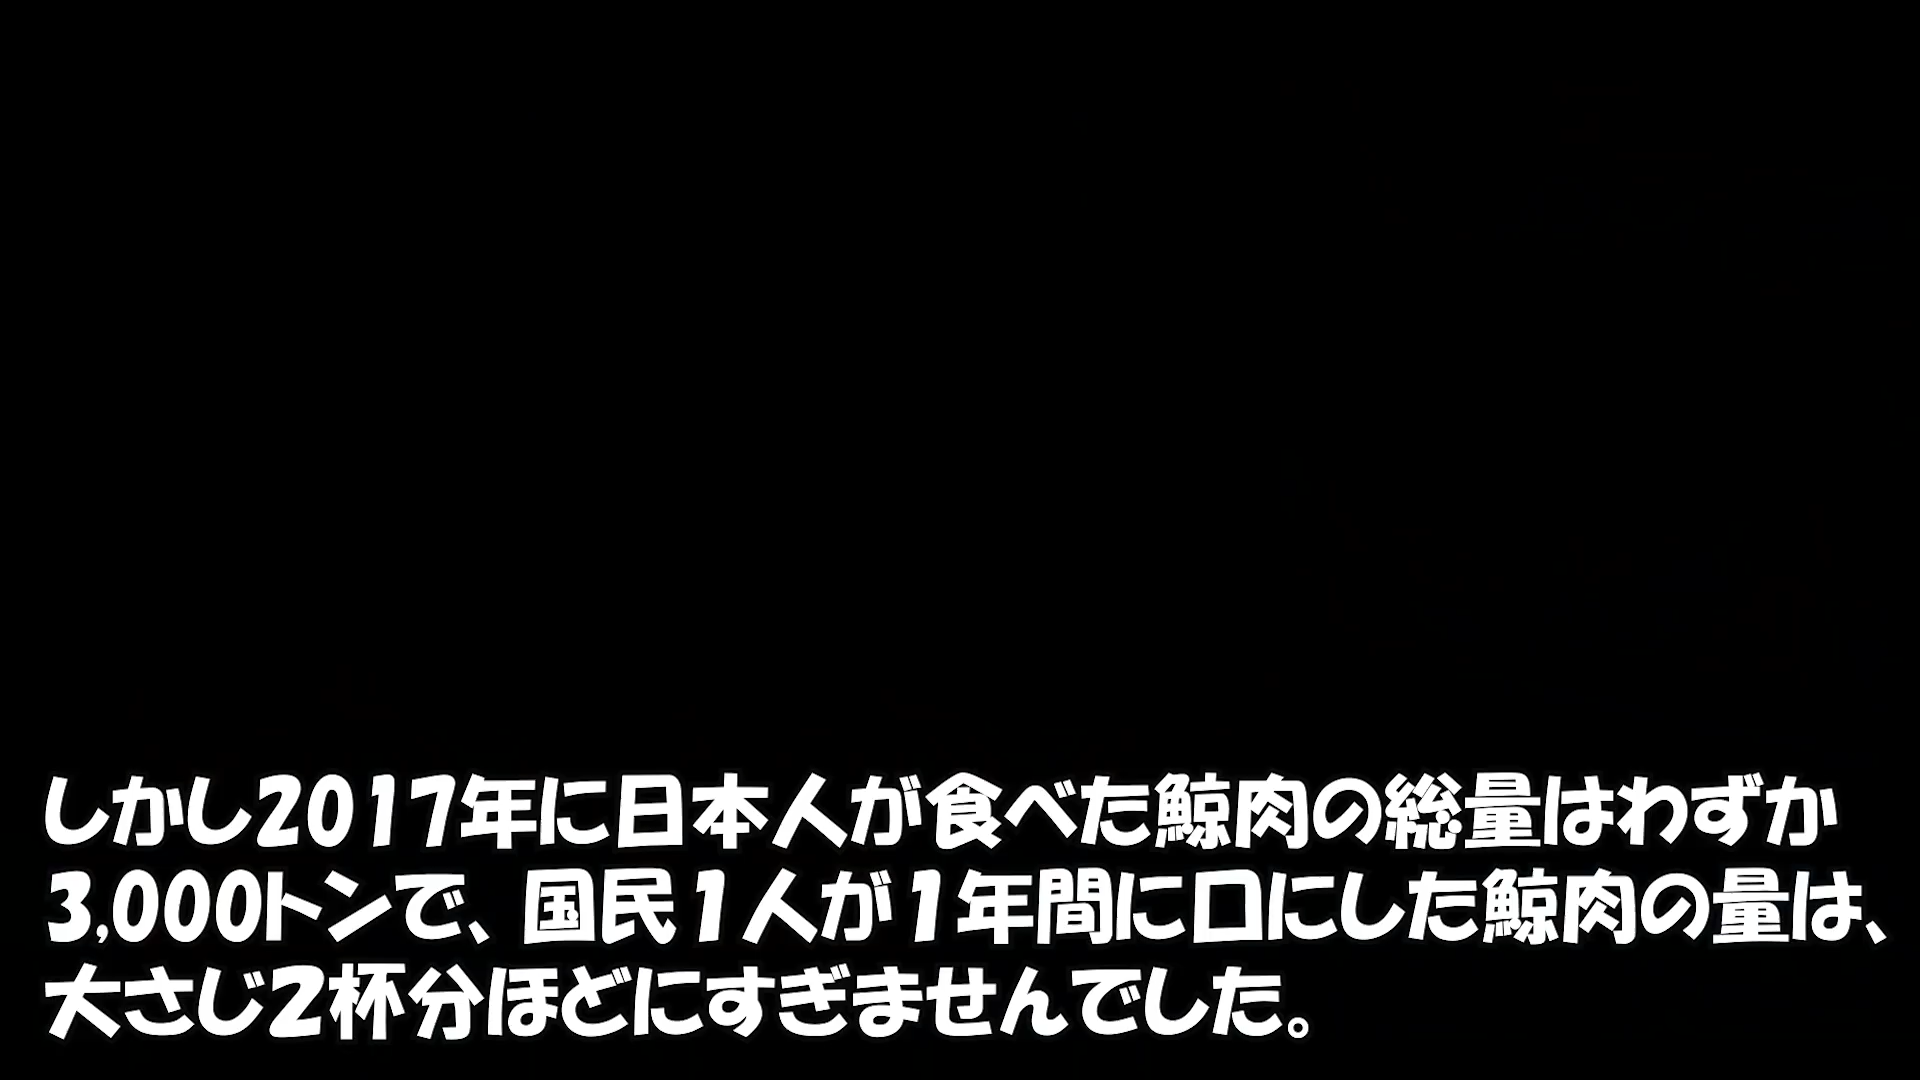 しかし2017年に日本人が食べた鯨肉の総量はわずか
3,000トンで、国民1人が1年間に口にした鯨肉の量は、
大さじ2杯分ほどにすぎませんでした。